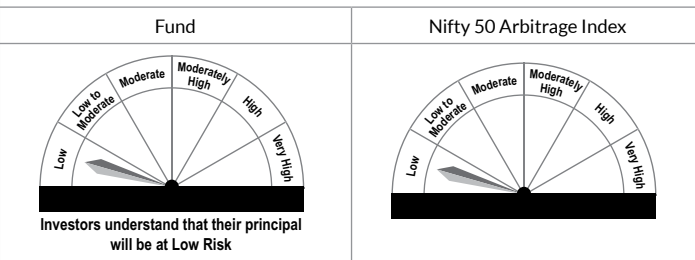 Fund
Nifty 50 Arbitrage Index
Low
Low to
Moderate
Moderate
Moderately
High
High
Very High
Low
Low to
Moderate
Moderate
Moderately
High
High
Very High
Investors understand that their principal
will be at Low Risk